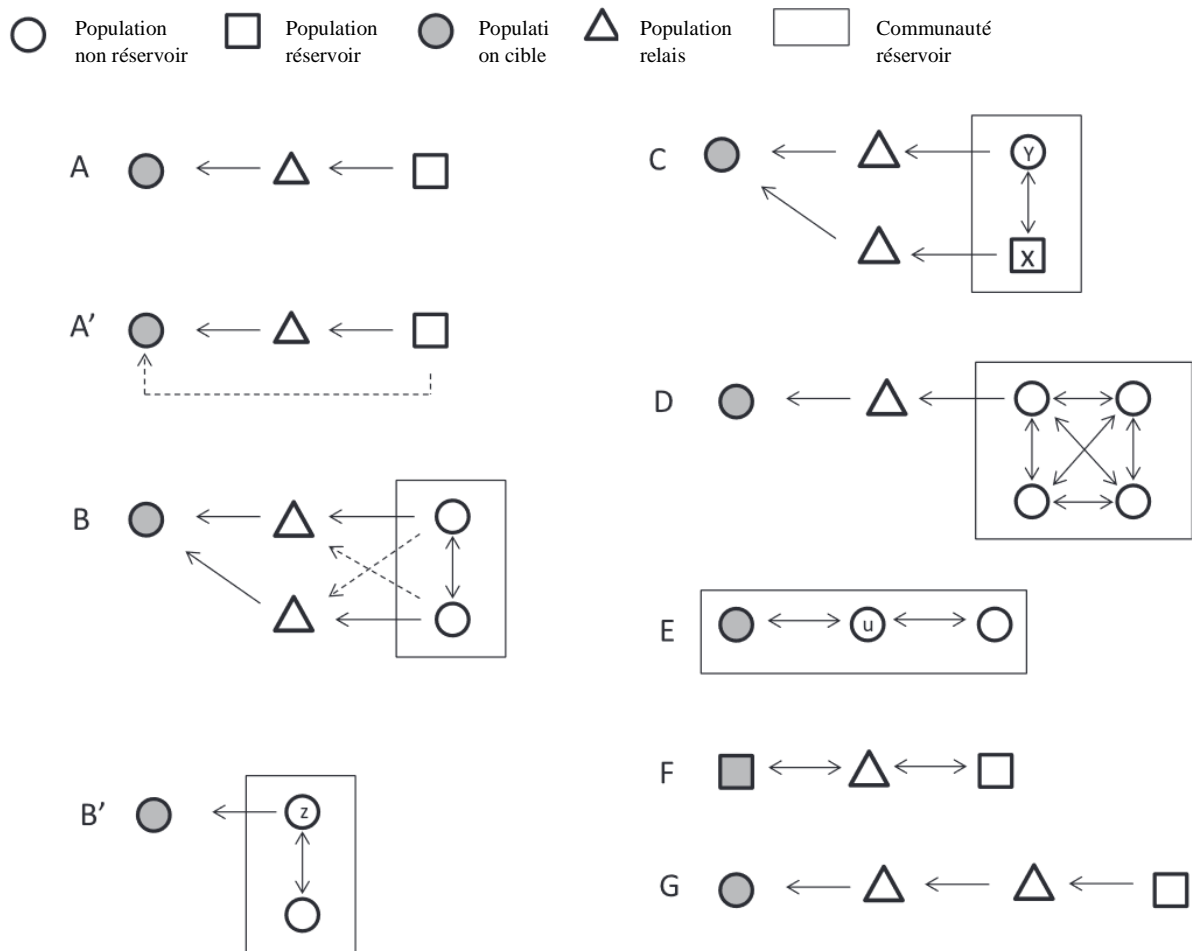 Population
non réservoir
Population
réservoir
Populati
on cible
Population
relais
Communauté
réservoir
A
A'
B
B'
z
C
Y
X
D
E
u
F
G